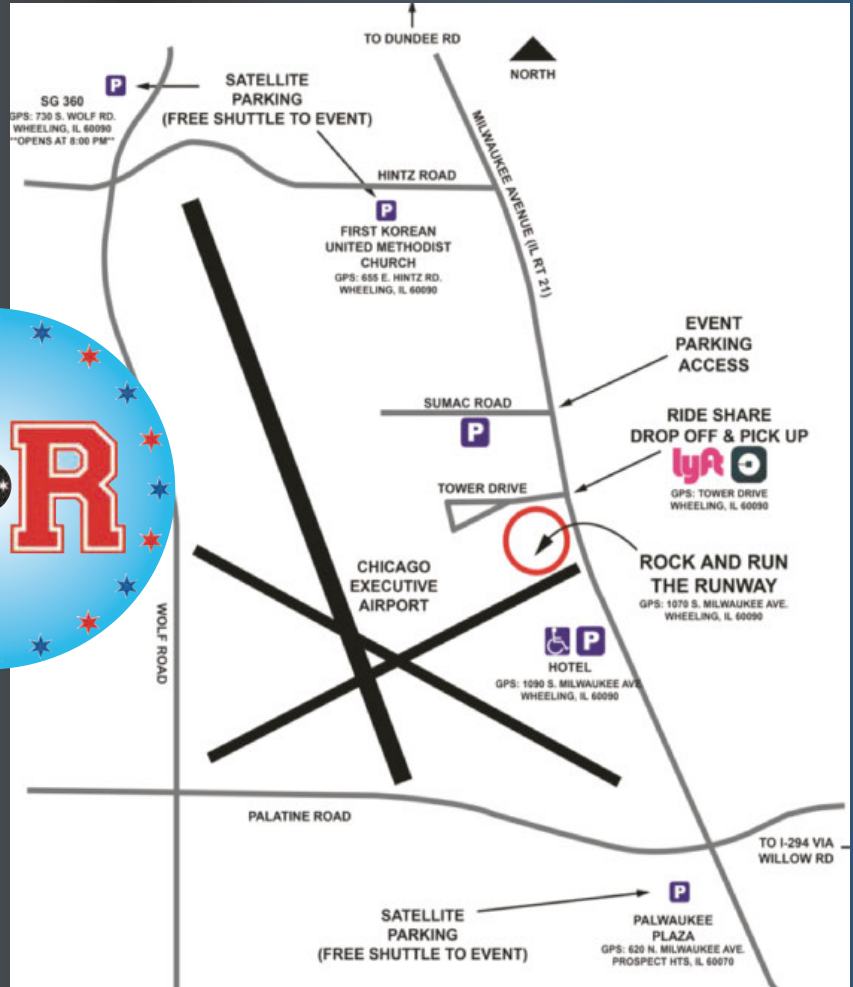 TO DUNDEE RD
NORTH
P
SG 360
GPS: 730 S. WOLF RD.
WHEELING, IL 60090
**OPENS AT 8:00 PM**
SATELLITE
PARKING
(FREE SHUTTLE TO EVENT)
MILWAUKEE AVENUE (IL RT 21)
HINTZ ROAD
P
FIRST KOREAN
UNITED METHODIST
CHURCH
GPS: 655 E. HINTZ RD.
WHEELING, IL 60090
EVENT
PARKING
ACCESS
SUMAC ROAD
P
RIDE SHARE
DROP OFF & PICK UP
lyft
GPS: TOWER DRIVE
WHEELING, IL 60090
TOWER DRIVE
R
CHICAGO
EXECUTIVE
AIRPORT
ROCK AND RUN
THE RUNWAY
GPS: 1070 S. MILWAUKEE AVE.
WHEELING, IL 60090
WOLF ROAD
P
HOTEL
GPS: 1090 S. MILWAUKEE AVE
WHEELING, IL 60090
PALATINE ROAD
TO I-294 VIA
WILLOW RD
SATELLITE
PARKING
(FREE SHUTTLE TO EVENT)
P
PALWAUKEE
PLAZA
GPS: 620 N. MILWAUKEE AVE.
PROSPECT HTS, IL 60070